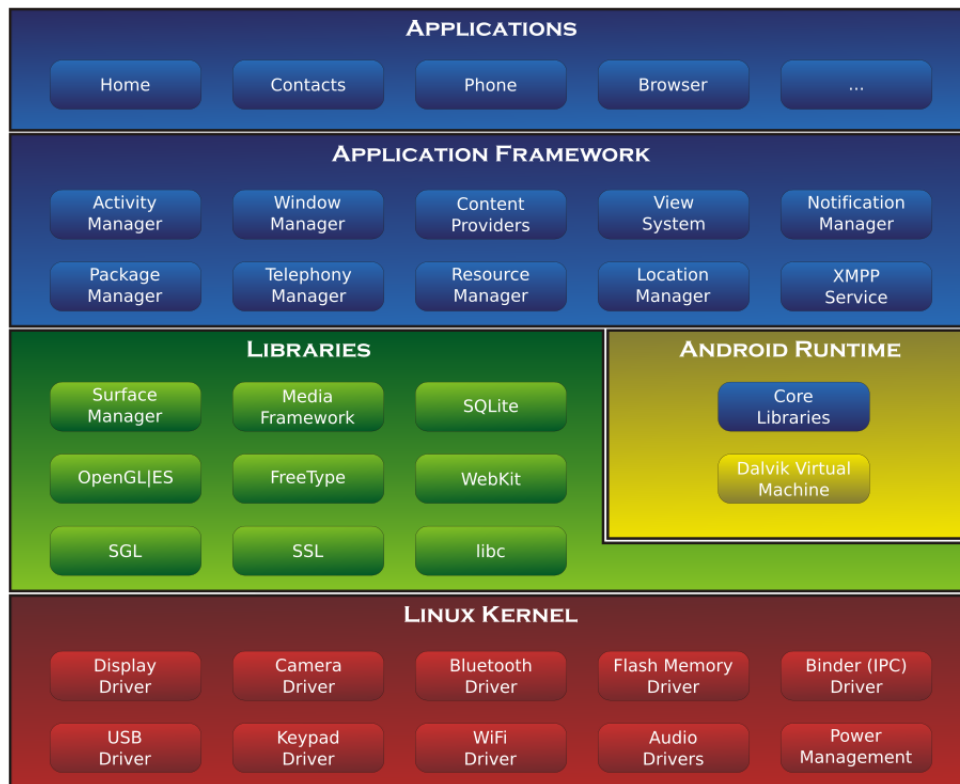 APPLICATIONS
Home
Contacts
Phone
Browser
...
APPLICATION FRAMEWORK
Activity
Manager
Window
Manager
Content
Providers
View
System
Notification
Manager
Package
Manager
Telephony
Manager
Resource
Manager
Location
Manager
XMPP
Service
LIBRARIES
Surface
Manager
Media
Framework
SQLite
OpenGL|ES
FreeType
WebKit
SGL
SSL
libc
ANDROID RUNTIME
Core
Libraries
Dalvik Virtual
Machine
LINUX KERNEL
Display
Driver
Camera
Driver
Bluetooth
Driver
Flash Memory
Driver
Binder (IPC)
Driver
USB
Driver
Keypad
Driver
WiFi
Driver
Audio
Drivers
Power
Management